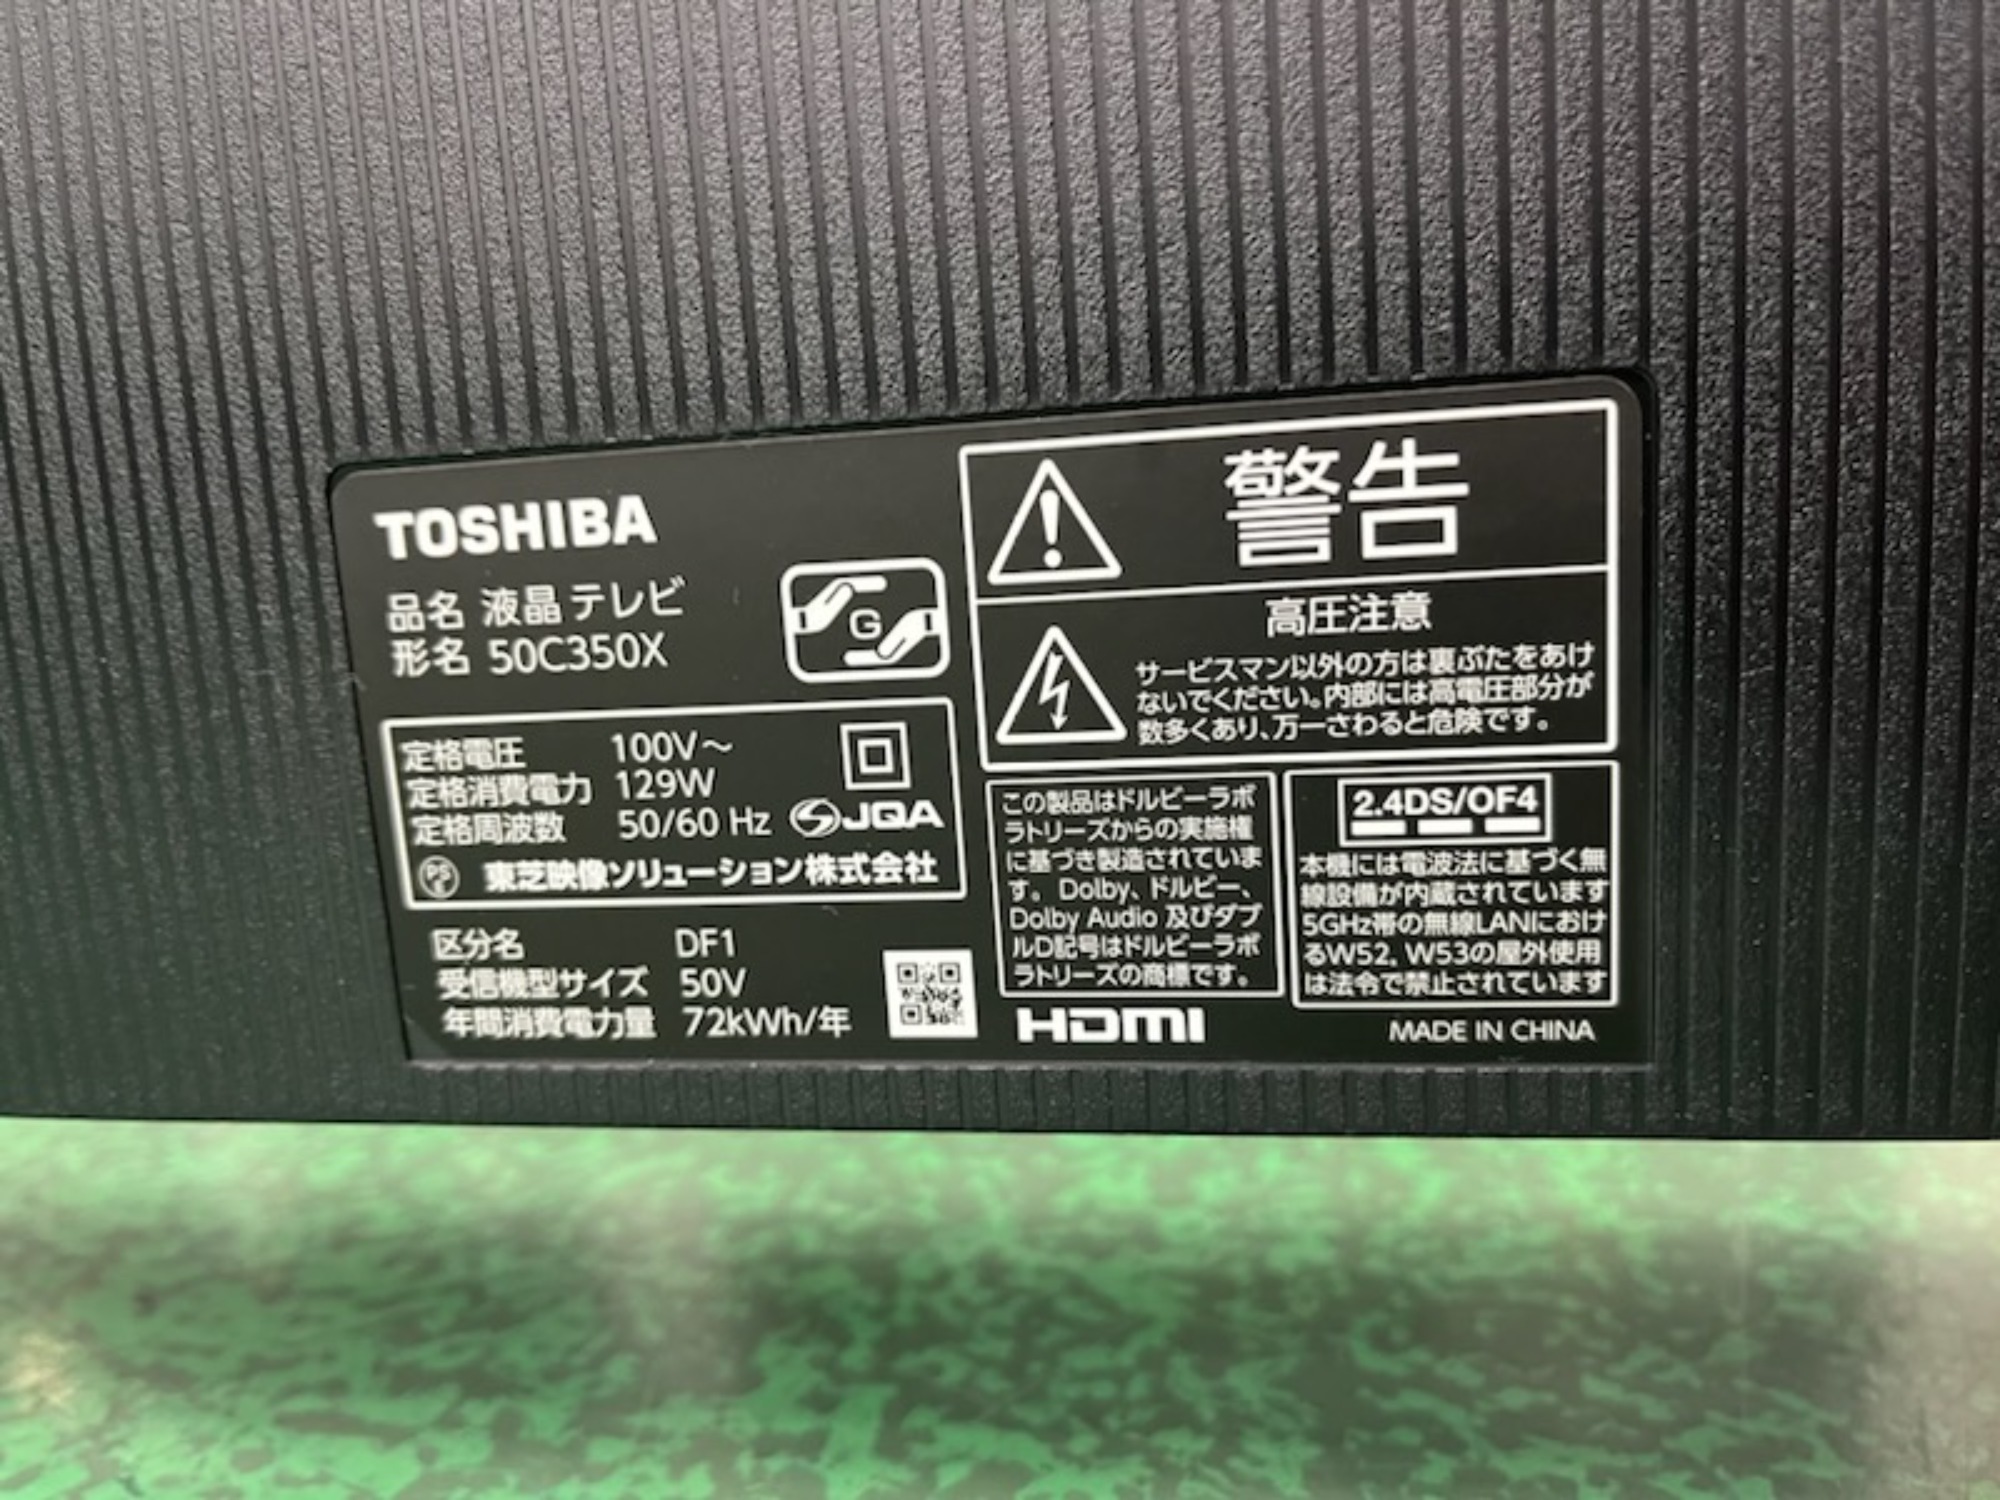 TOSHIBA
品名 液晶テレビ
形名 50C350X
G
定格電圧 100V～
定格消費電力 129W
定格周波数 50/60 Hz
JQA
PS
E
東芝映像ソリューション株式会社
区分名 DF1
受信機型サイズ 50V
年間消費電力量 72kWh/年
警告
高圧注意
サービスマン以外の方は裏ぶたをあけ
ないでください。内部には高電圧部分が
数多くあり、万一さわると危険です。
この製品はドルビーラボ
ラトリーズからの実施権
に基づき製造されていま
す。Dolby、ドルビー、
Dolby Audio 及びダブ
ルD記号はドルビーラボ
ラトリーズの商標です。
HDMI
2.4DS/OF4
本機には電波法に基づく無
線設備が内蔵されています
5GHz帯の無線LANにおけ
るW52, W53の屋外使用
は法令で禁止されています
MADE IN CHINA